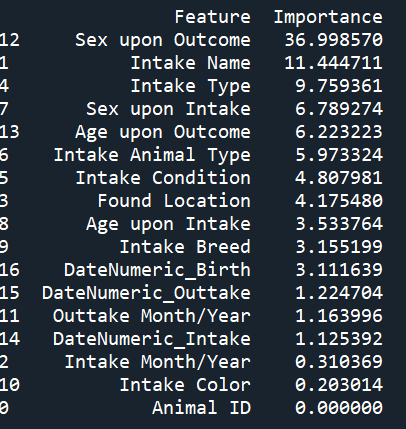 Feature Importance
12 Sex upon Outcome 36.998570
1 Intake Name 11.444711
4 Intake Type 9.759361
7 Sex upon Intake 6.789274
13 Age upon Outcome 6.223223
6 Intake Animal Type 5.973324
5 Intake Condition 4.807981
3 Found Location 4.175480
8 Age upon Intake 3.533764
9 Intake Breed 3.155199
16 DateNumeric_Birth 3.111639
15 DateNumeric_Outtake 1.224704
11 Outtake Month/Year 1.163996
14 DateNumeric_Intake 1.125392
2 Intake Month/Year 0.310369
10 Intake Color 0.203014
0 Animal ID 0.000000